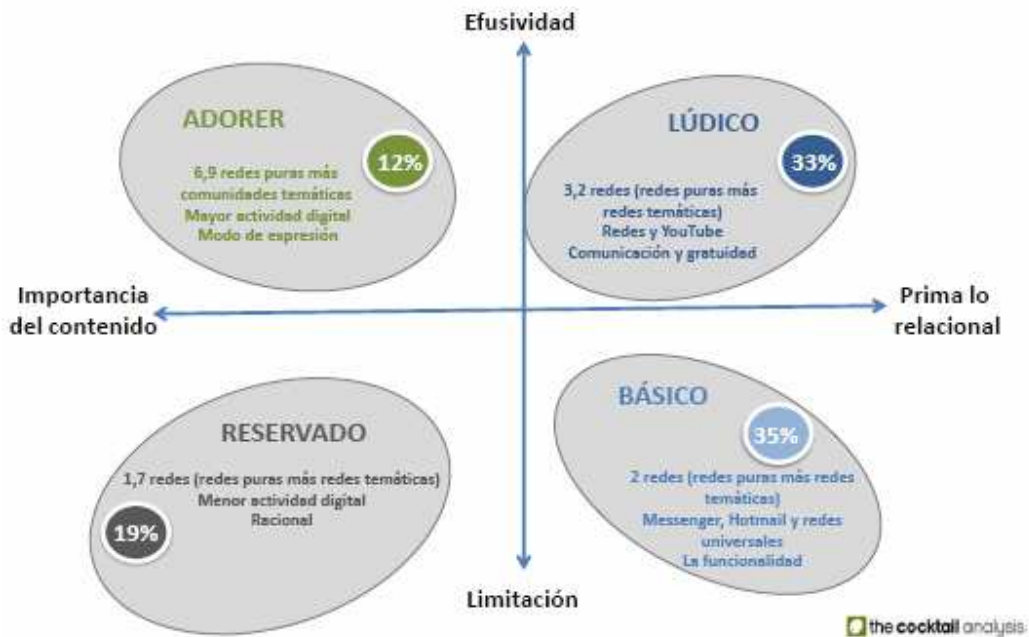 Efusividad
ADORER
12%
6,9 redes puras más
comunidades temáticas
Mayor actividad digital
Modo de expresión
LÚDICO
33%
3,2 redes (redes puras más
redes temáticas)
Redes y YouTube
Comunicación y gratuidad
Importancia
del contenido
Prima lo
relacional
RESERVADO
1,7 redes (redes puras más redes temáticas)
Menor actividad digital
Racional
19%
BÁSICO
35%
2 redes (redes puras más redes
temáticas)
Messenger, Hotmail y redes
universales
La funcionalidad
Limitación
the cocktail analysis